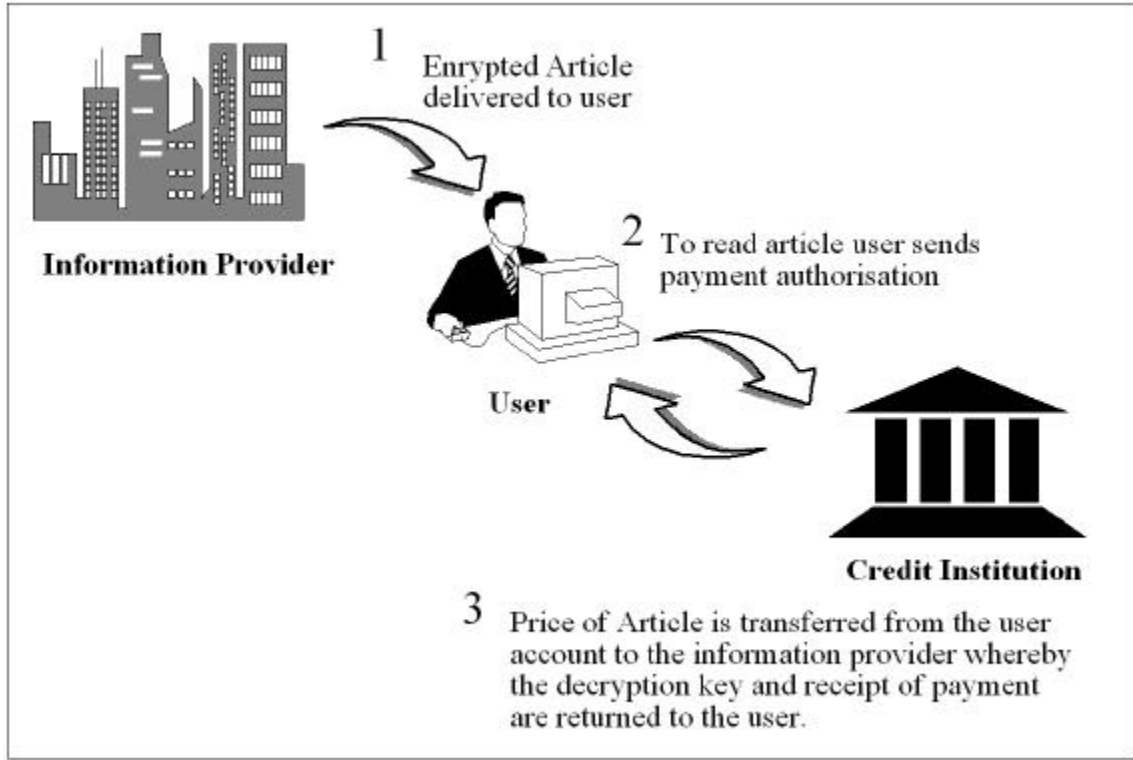 1
Enrypted Article
delivered to user
Information Provider
2
To read article user sends
payment authorisation
User
Credit Institution
3
Price of Article is transferred from the user
account to the information provider whereby
the decryption key and receipt of payment
are returned to the user.